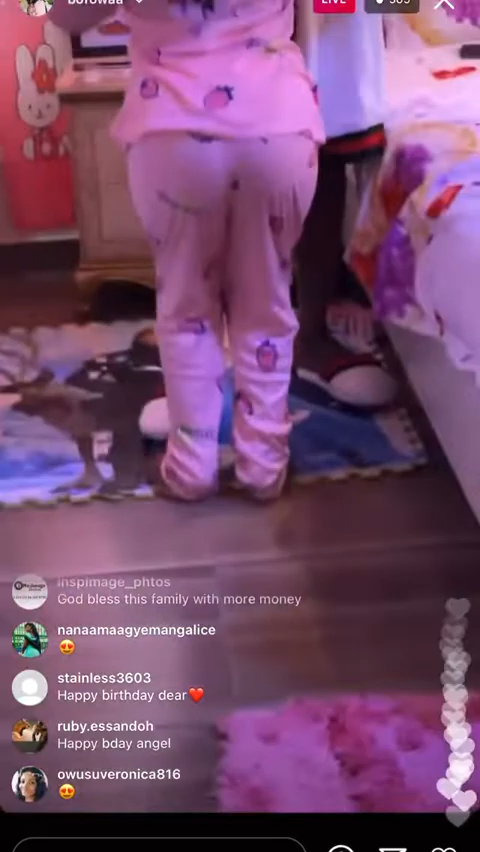 borowaa
LIVE
inspimage_phtos
God bless this family with more money
nanaamaagyemangalice
😍
stainless3603
Happy birthday dear❤️
ruby.essandoh
Happy bday angel
owusuveronica816
😍